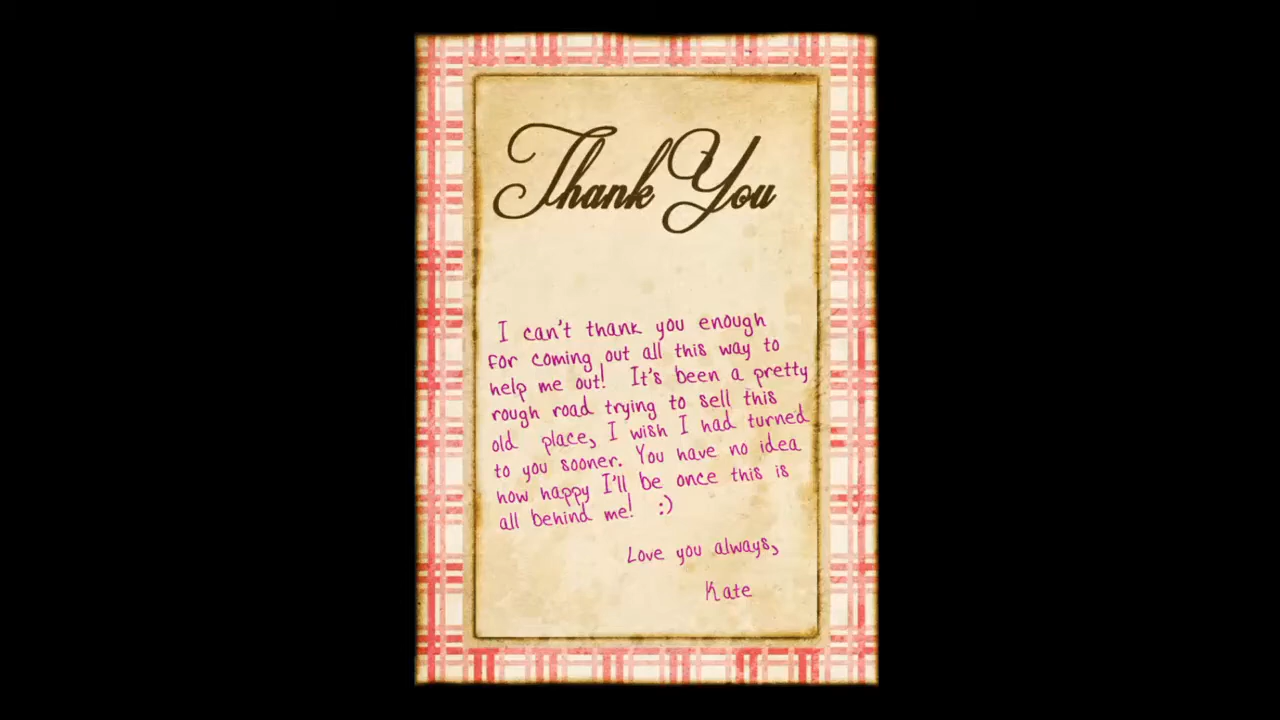 Thank You
I can't thank you enough
for coming out all this way to
help me out! It's been a pretty
rough road trying to sell this
old place, I wish I had turned
to you sooner. You have no idea
how happy I'll be once this is
all behind me! :)
Love you always,
Kate